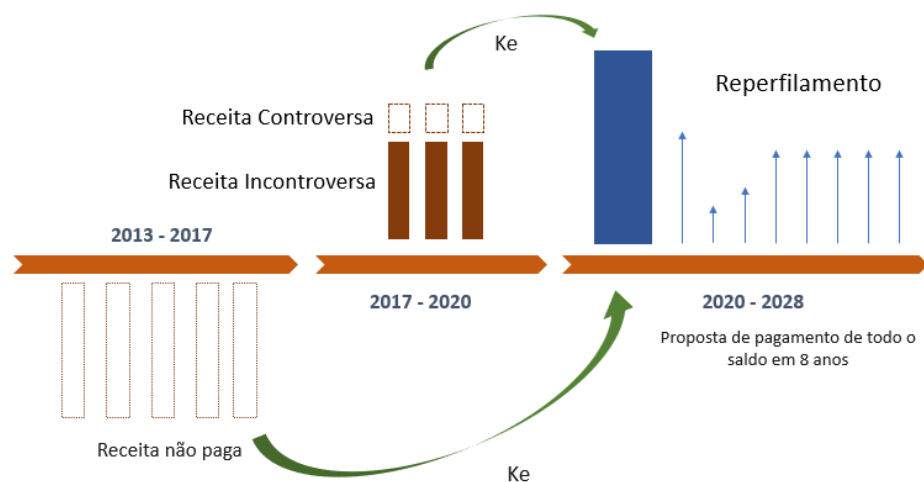 Ke
Reperfilamento
Receita Controversa
Receita Incontroversa
2013 - 2017
2017 - 2020
2020 - 2028
Proposta de pagamento de todo o
saldo em 8 anos
Receita não paga
Ke